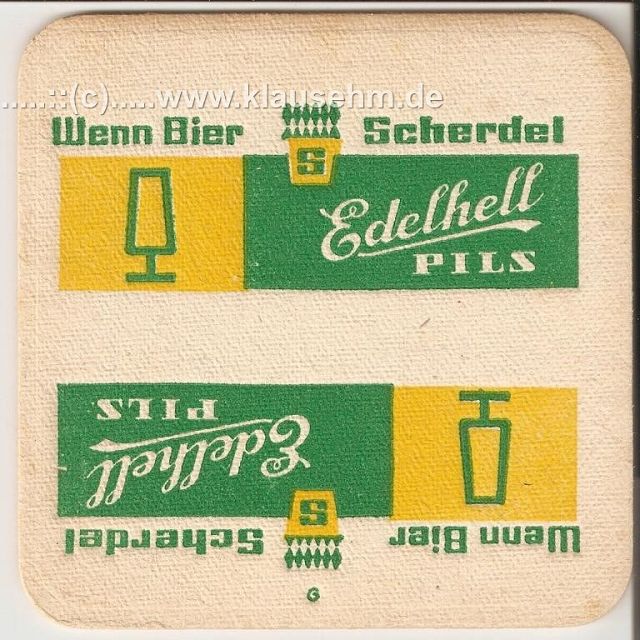 .....::(c).....www.klausehm.de
Wenn Bier Scherdel
S
Edelhell
PILS
Wenn Bier Scherdel
S
Edelhell
PILS
G